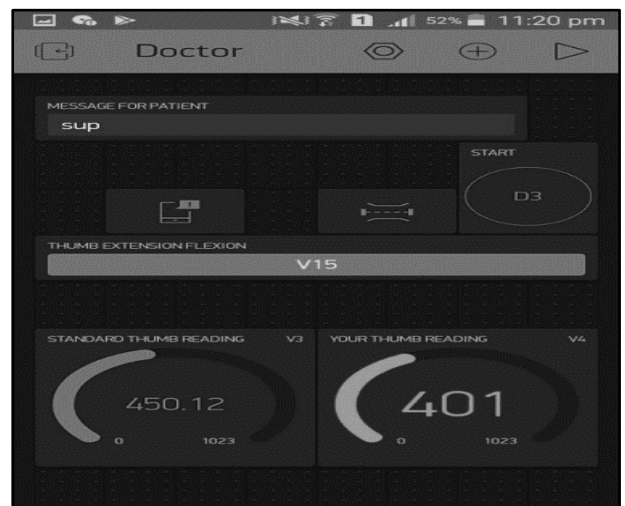 1 52% 11:20 pm
Doctor
MESSAGE FOR PATIENT
sup
START
D3
THUMB EXTENSION FLEXION
V15
STANDARD THUMB READING V3 YOUR THUMB READING V4
450.12 401
0 1023 0 1023